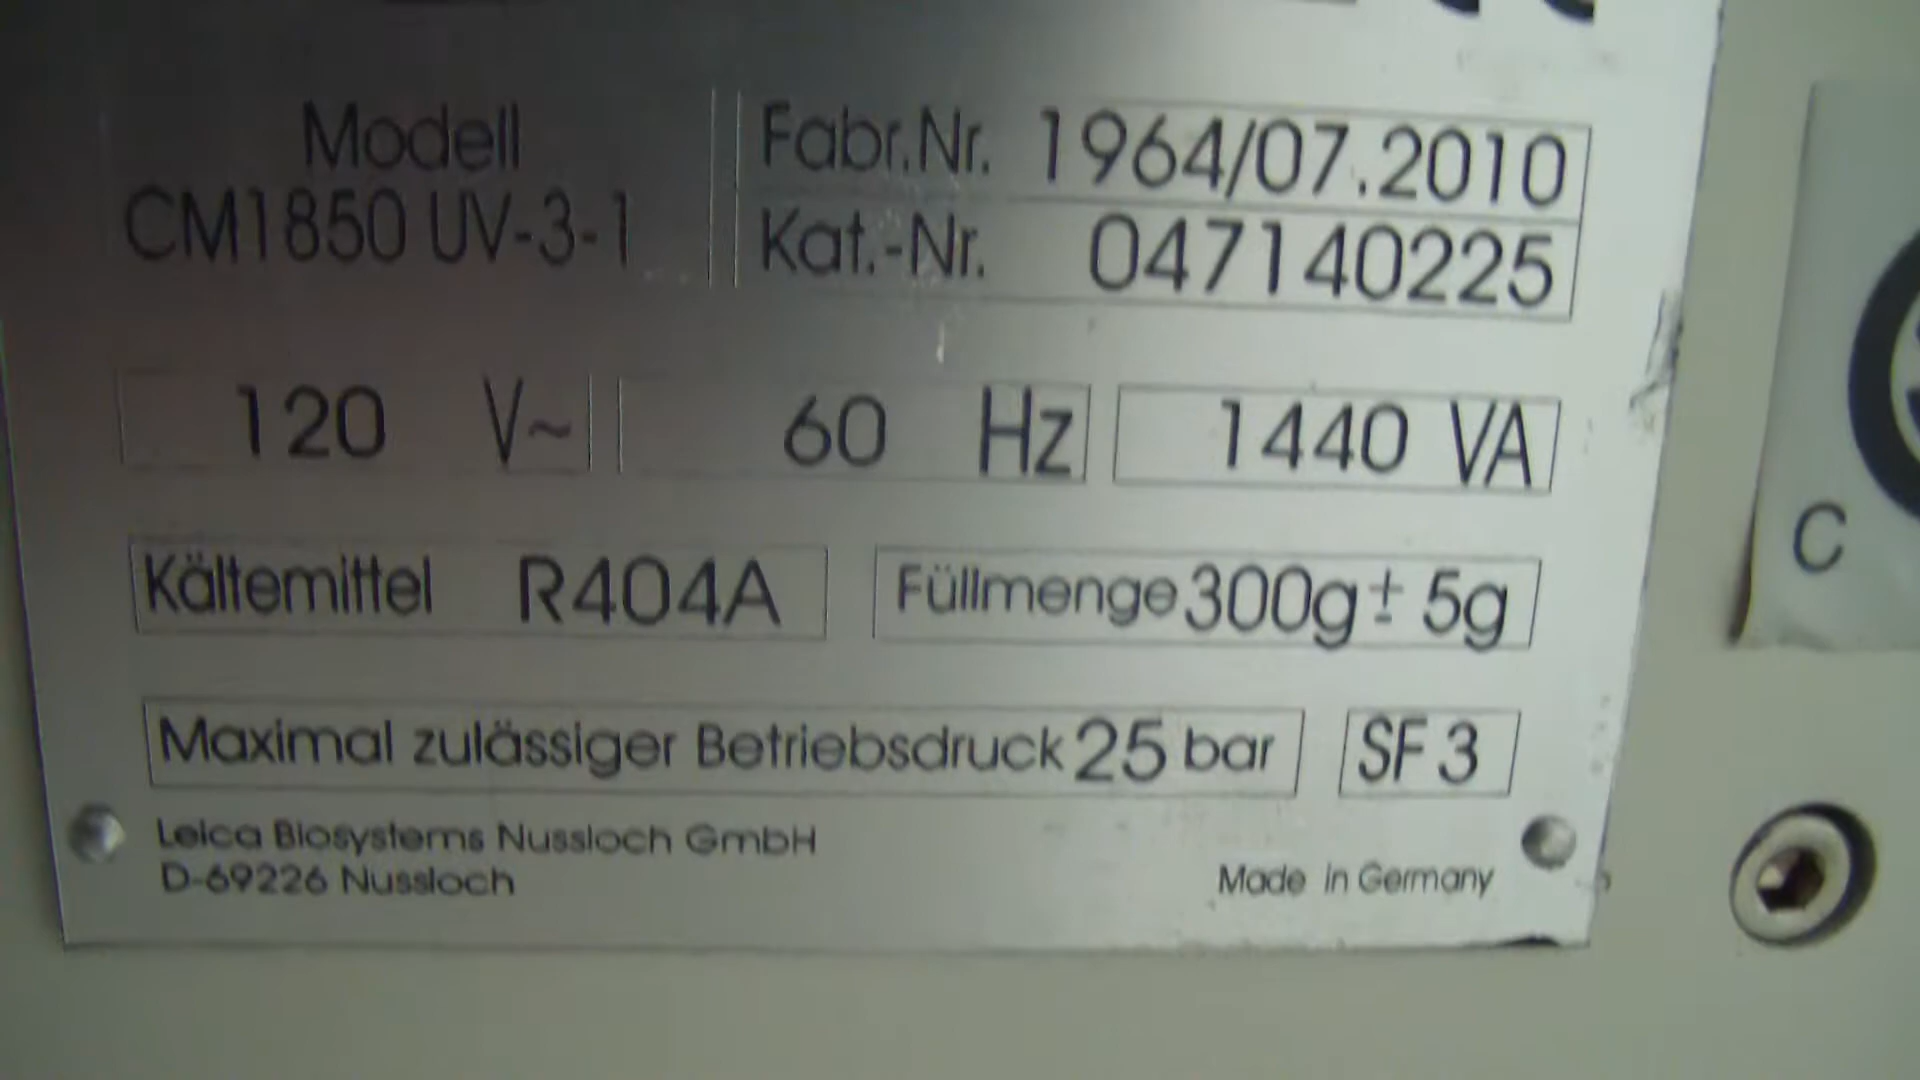 Modell
CM1850 UV-3-1
Fabr.Nr. 1964/07.2010
Kat.-Nr. 047140225
120 V~ 60 Hz 1440 VA
Kältemittel R404A Füllmenge 300g ± 5g
Maximal zulässiger Betriebsdruck 25 bar SF 3
Leica Biosystems Nussloch GmbH
D-69226 Nussloch
Made in Germany
C